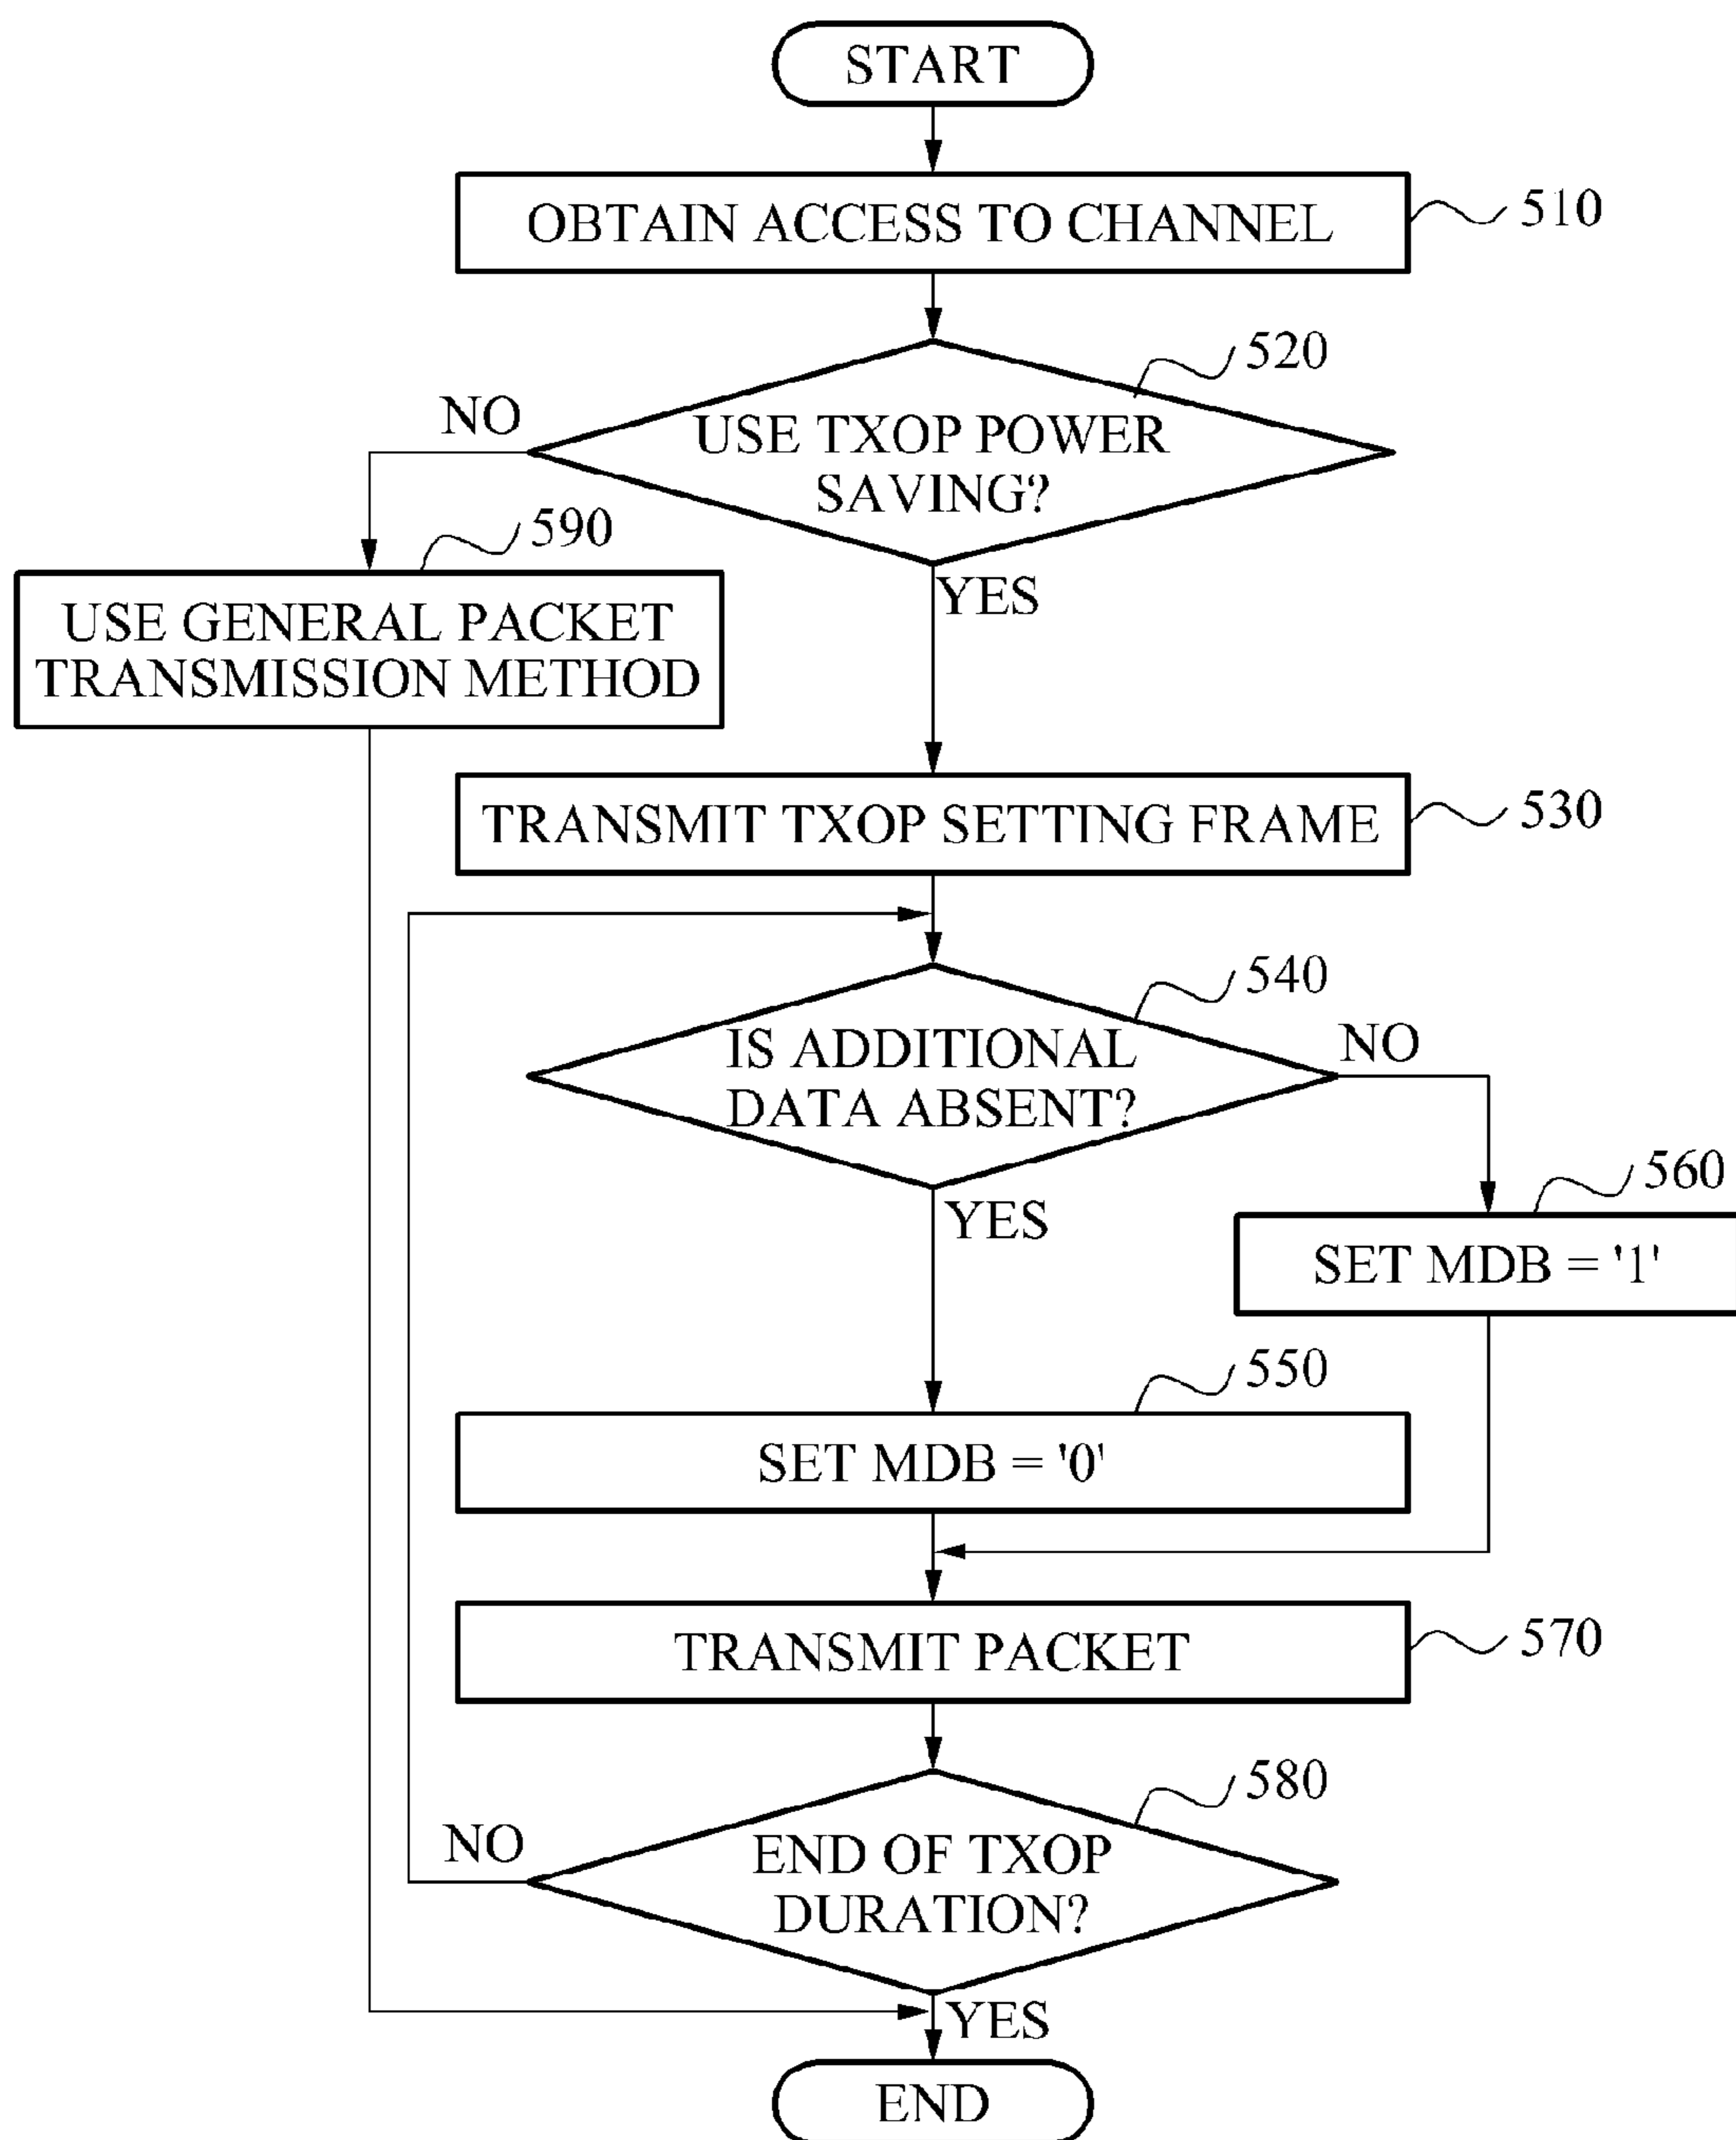 START
OBTAIN ACCESS TO CHANNEL
510
520
NO
USE TXOP POWER
SAVING?
590
YES
USE GENERAL PACKET
TRANSMISSION METHOD
TRANSMIT TXOP SETTING FRAME
530
540
IS ADDITIONAL
DATA ABSENT?
NO
YES
560
SET MDB = '1'
550
SET MDB = '0'
TRANSMIT PACKET
570
580
NO
END OF TXOP
DURATION?
YES
END